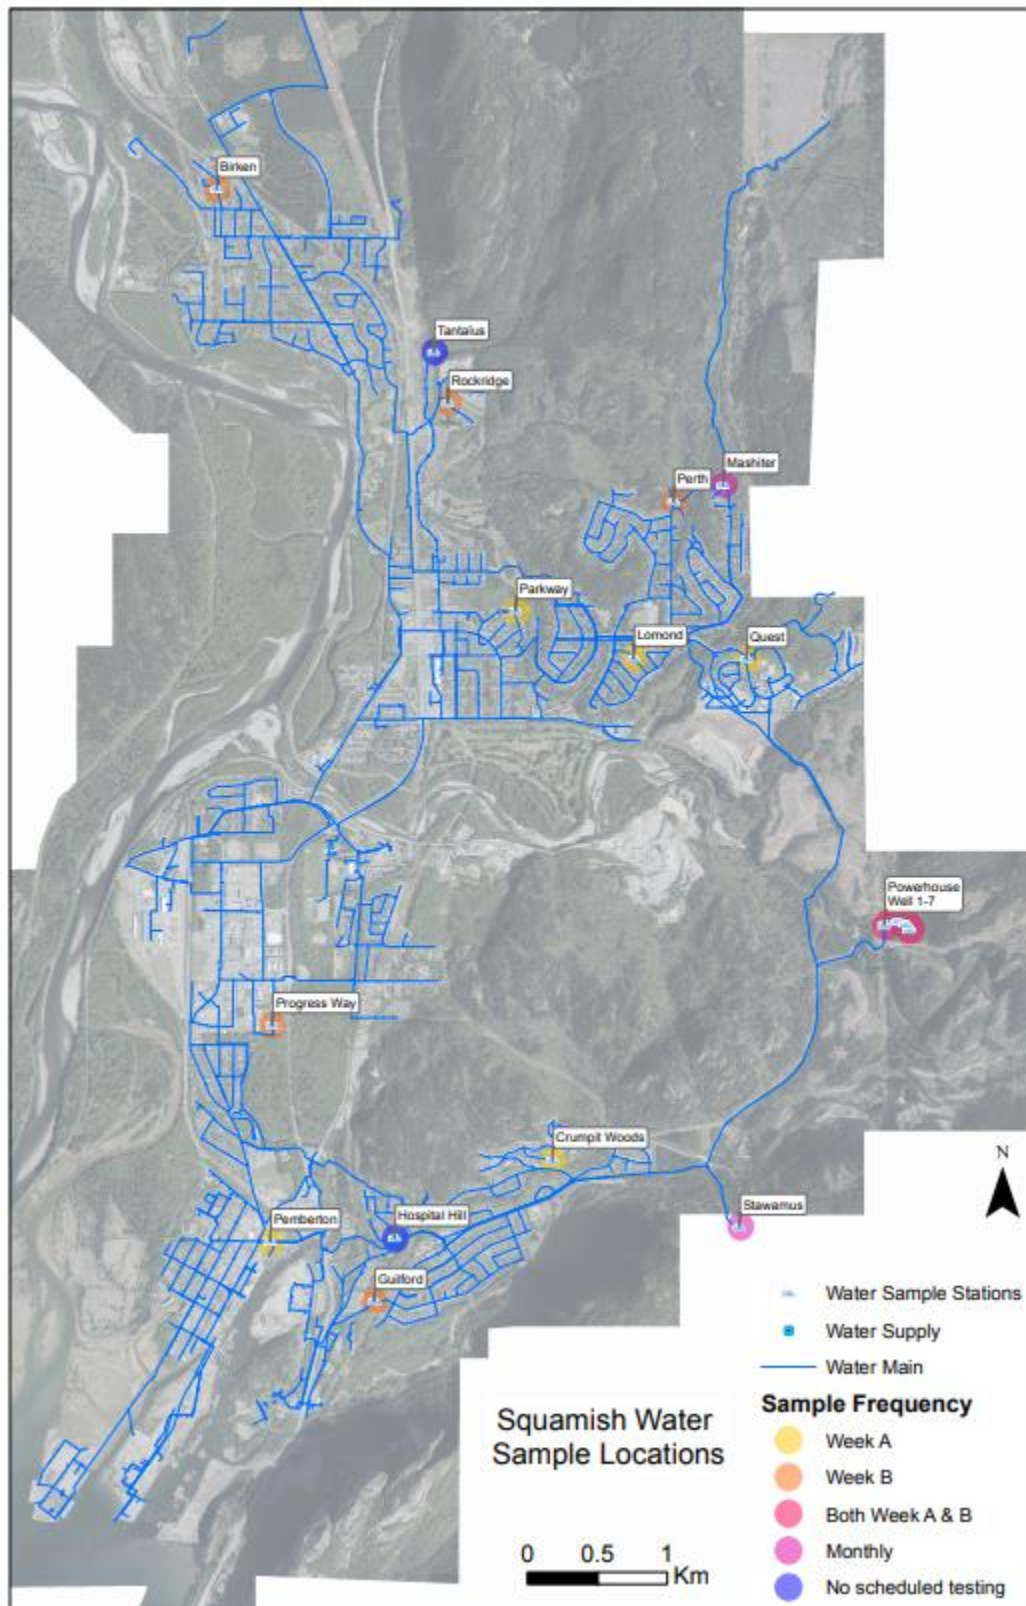 Birken
Tantalus
Rockridge
Mashiter
Perth
Parkway
Lomond
Quest
Powerhouse
Well 1-7
Progress Way
Crumpit Woods
Stawamus
Pemberton
Hospital Hill
Guilford
N
Water Sample Stations
Water Supply
Water Main
Sample Frequency
Week A
Week B
Both Week A & B
Monthly
No scheduled testing
Squamish Water
Sample Locations
0 0.5 1
Km